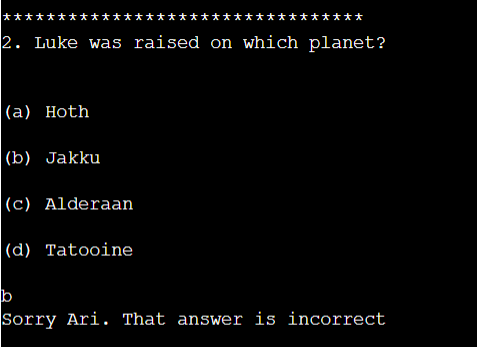 *********************************
2. Luke was raised on which planet?
(a) Hoth
(b) Jakku
(c) Alderaan
(d) Tatooine
b
Sorry Ari. That answer is incorrect